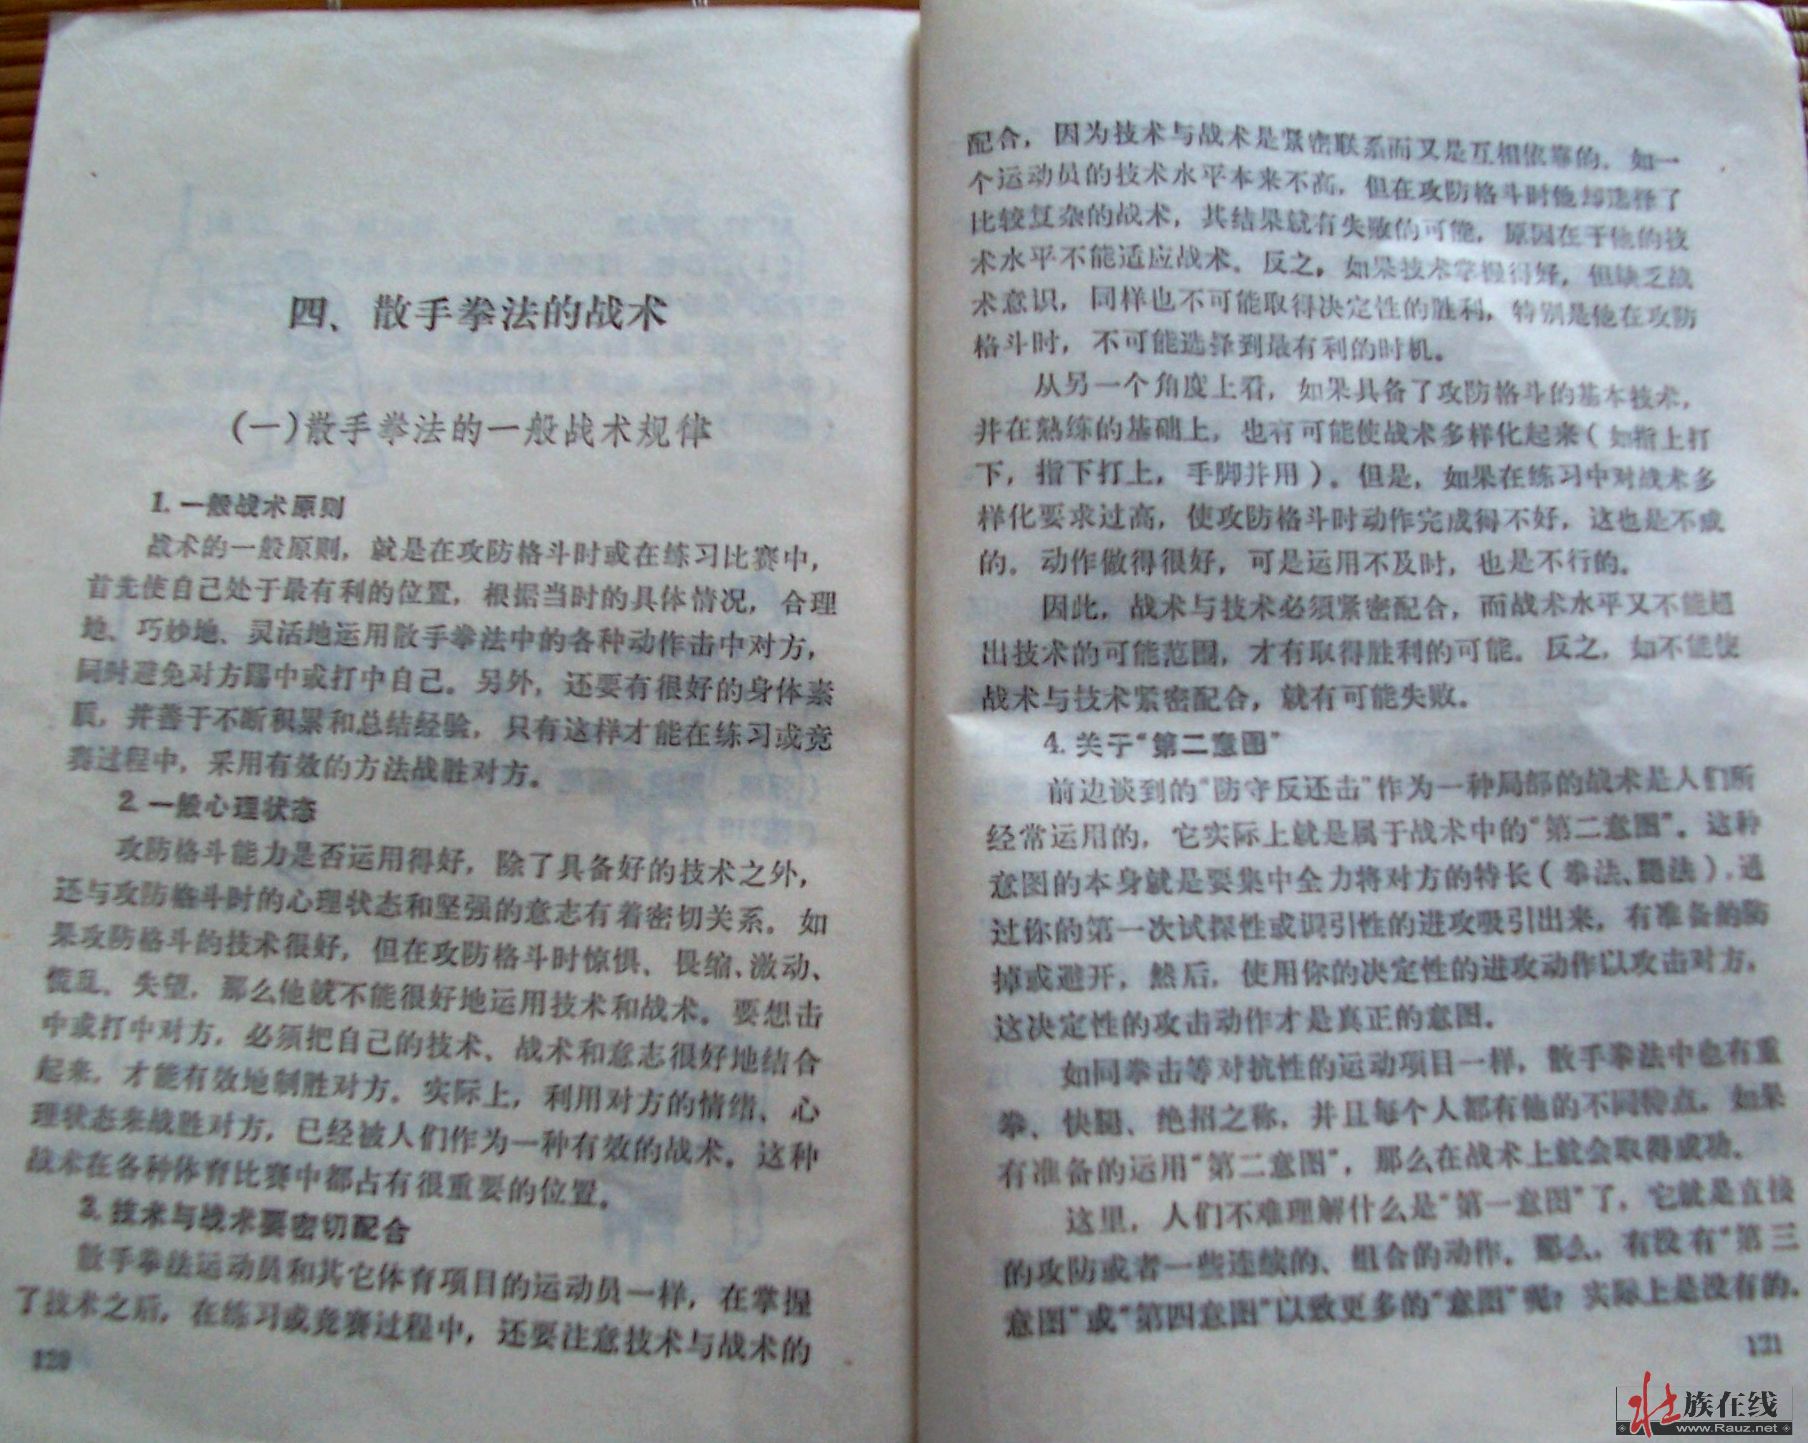 四、散手拳法的战术
(一)散手拳法的一般战术规律
1.一般战术原则
战术的一般原则，就是在攻防格斗时或在练习比赛中，
首先使自己处于最有利的位置，根据当时的具体情况，合理
地、巧妙地、灵活地运用散手拳法中的各种动作击中对方，
同时避免对方踢中或打中自己。另外，还要有很好的身体素
质，并善于不断积累和总结经验，只有这样才能在练习或竞
赛过程中，采用有效的方法战胜对方。
2.一般心理状态
攻防格斗能力是否运用得好，除了具备好的技术之外，
还与攻防格斗时的心理状态和坚强的意志有着密切关系。如
果攻防格斗的技术很好，但在攻防格斗时惊惧、畏缩、激动、
慌乱、失望，那么他就不能很好地运用技术和战术。要想击
中或打中对方，必须把自己的技术、战术和意志很好地结合
起来，才能有效地制胜对方。实际上，利用对方的情绪、心
理状态来战胜对方，已经被人们作为一种有效的战术。这种
战术在各种体育比赛中都占有很重要的位置。
3.技术与战术要密切配合
散手拳法运动员和其它体育项目的运动员一样，在掌握
了技术之后，在练习或竞赛过程中，还要注意技术与战术的
120
配合，因为技术与战术是紧密联系而又是互相依靠的。如一
个运动员的技术水平本来不高，但在攻防格斗时他却选择了
比较复杂的战术，其结果就有失败的可能，原因在于他的技
术水平不能适应战术。反之，如果技术掌握得好，但缺乏战
术意识，同样也不可能取得决定性的胜利，特别是他在攻防
格斗时，不可能选择到最有利的时机。
从另一个角度上看，如果具备了攻防格斗的基本技术，
并在熟练的基础上，也有可能使战术多样化起来(如指上打
下，指下打上，手脚并用)。但是，如果在练习中对战术多
样化要求过高，使攻防格斗时动作完成得不好，这也是不成
的。动作做得很好，可是运用不及时，也是不行的。
因此，战术与技术必须紧密配合，而战术水平又不能超
出技术的可能范围，才有取得胜利的可能。反之，如不能使
战术与技术紧密配合，就有可能失败。
4.关于“第二意图”
前边谈到的“防守反还击”作为一种局部的战术是人们所
经常运用的，它实际上就是属于战术中的“第二意图”。这种
意图的本身就是要集中全力将对方的特长(拳法、腿法)，通
过你的第一次试探性或识引性的进攻吸引出来，有准备的防
掉或避开，然后，使用你的决定性的进攻动作以攻击对方，
这决定性的攻击动作才是真正的意图。
如同拳击等对抗性的运动项目一样，散手拳法中也有重
拳、快腿、绝招之称，并且每个人都有他的不同特点。如果
有准备的运用“第二意图”，那么在战术上就会取得成功。
这里，人们不难理解什么是“第一意图”了，它就是直接
的攻防或者一些连续的、组合的动作。那么，有没有“第三
意图”或“第四意图”以致更多的“意图”呢？实际上是没有的。
121
壮族在线
www.Rauz.net